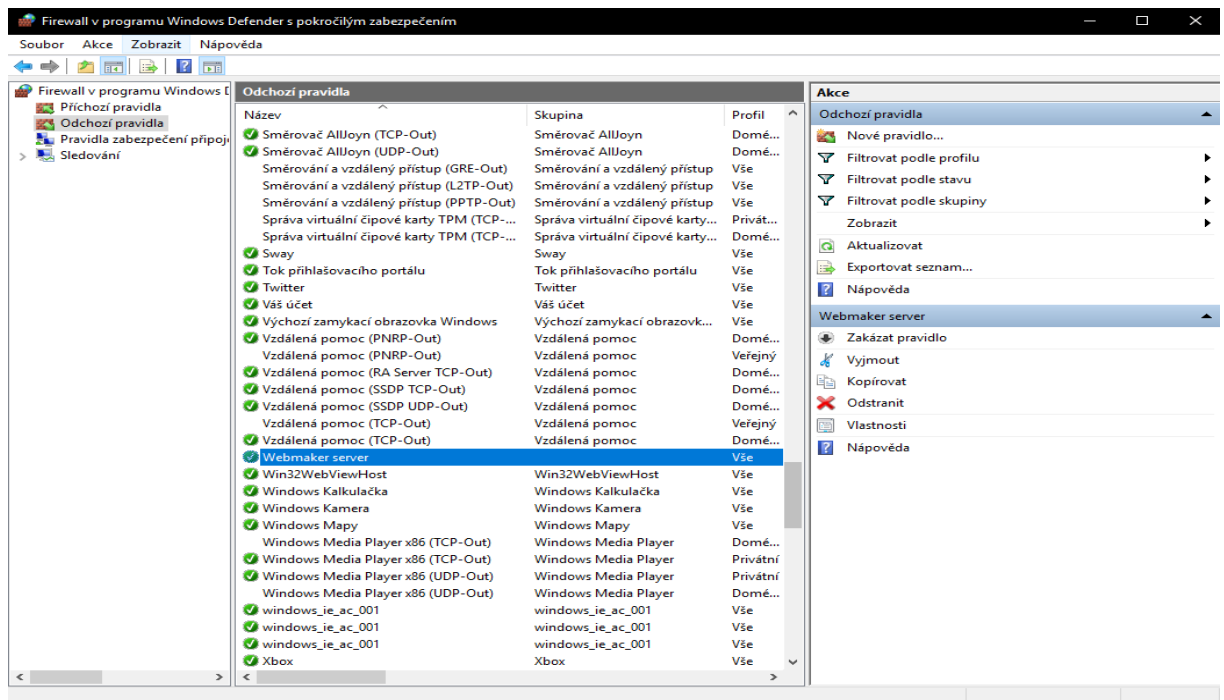 Firewall v programu Windows Defender s pokročilým zabezpečením
Soubor Akce Zobrazit Nápověda
Firewall v programu Windows D
Příchozí pravidla
Odchozí pravidla
Pravidla zabezpečení připoje
Sledování
Odchozí pravidla
Název Skupina Profil
Směrovač AllJoyn (TCP-Out) Směrovač AllJoyn Domé...
Směrovač AllJoyn (UDP-Out) Směrovač AllJoyn Domé...
Směrování a vzdálený přístup (GRE-Out) Směrování a vzdálený přístup Vše
Směrování a vzdálený přístup (L2TP-Out) Směrování a vzdálený přístup Vše
Směrování a vzdálený přístup (PPTP-Out) Směrování a vzdálený přístup Vše
Správa virtuální čipové karty TPM (TCP-... Správa virtuální čipové karty... Privát...
Správa virtuální čipové karty TPM (TCP-... Správa virtuální čipové karty... Domé...
Sway Sway Vše
Tok přihlašovacího portálu Tok přihlašovacího portálu Vše
Twitter Twitter Vše
Váš účet Váš účet Vše
Výchozí zamykací obrazovka Windows Výchozí zamykací obrazovk... Vše
Vzdálená pomoc (PNRP-Out) Vzdálená pomoc Domé...
Vzdálená pomoc (PNRP-Out) Vzdálená pomoc Veřejný
Vzdálená pomoc (RA Server TCP-Out) Vzdálená pomoc Domé...
Vzdálená pomoc (SSDP TCP-Out) Vzdálená pomoc Domé...
Vzdálená pomoc (SSDP UDP-Out) Vzdálená pomoc Domé...
Vzdálená pomoc (TCP-Out) Vzdálená pomoc Veřejný
Vzdálená pomoc (TCP-Out) Vzdálená pomoc Domé...
Webmaker server Vše
Win32WebViewHost Win32WebViewHost Vše
Windows Kalkulačka Windows Kalkulačka Vše
Windows Kamera Windows Kamera Vše
Windows Mapy Windows Mapy Vše
Windows Media Player x86 (TCP-Out) Windows Media Player Domé...
Windows Media Player x86 (TCP-Out) Windows Media Player Privátní
Windows Media Player x86 (UDP-Out) Windows Media Player Privátní
Windows Media Player x86 (UDP-Out) Windows Media Player Domé...
windows_ie_ac_001 windows_ie_ac_001 Vše
windows_ie_ac_001 windows_ie_ac_001 Vše
windows_ie_ac_001 windows_ie_ac_001 Vše
Xbox Xbox Vše
Akce
Odchozí pravidla
Nové pravidlo...
Filtrovat podle profilu
Filtrovat podle stavu
Filtrovat podle skupiny
Zobrazit
Aktualizovat
Exportovat seznam...
Nápověda
Webmaker server
Zakázat pravidlo
Vyjmout
Kopírovat
Odstranit
Vlastnosti
Nápověda